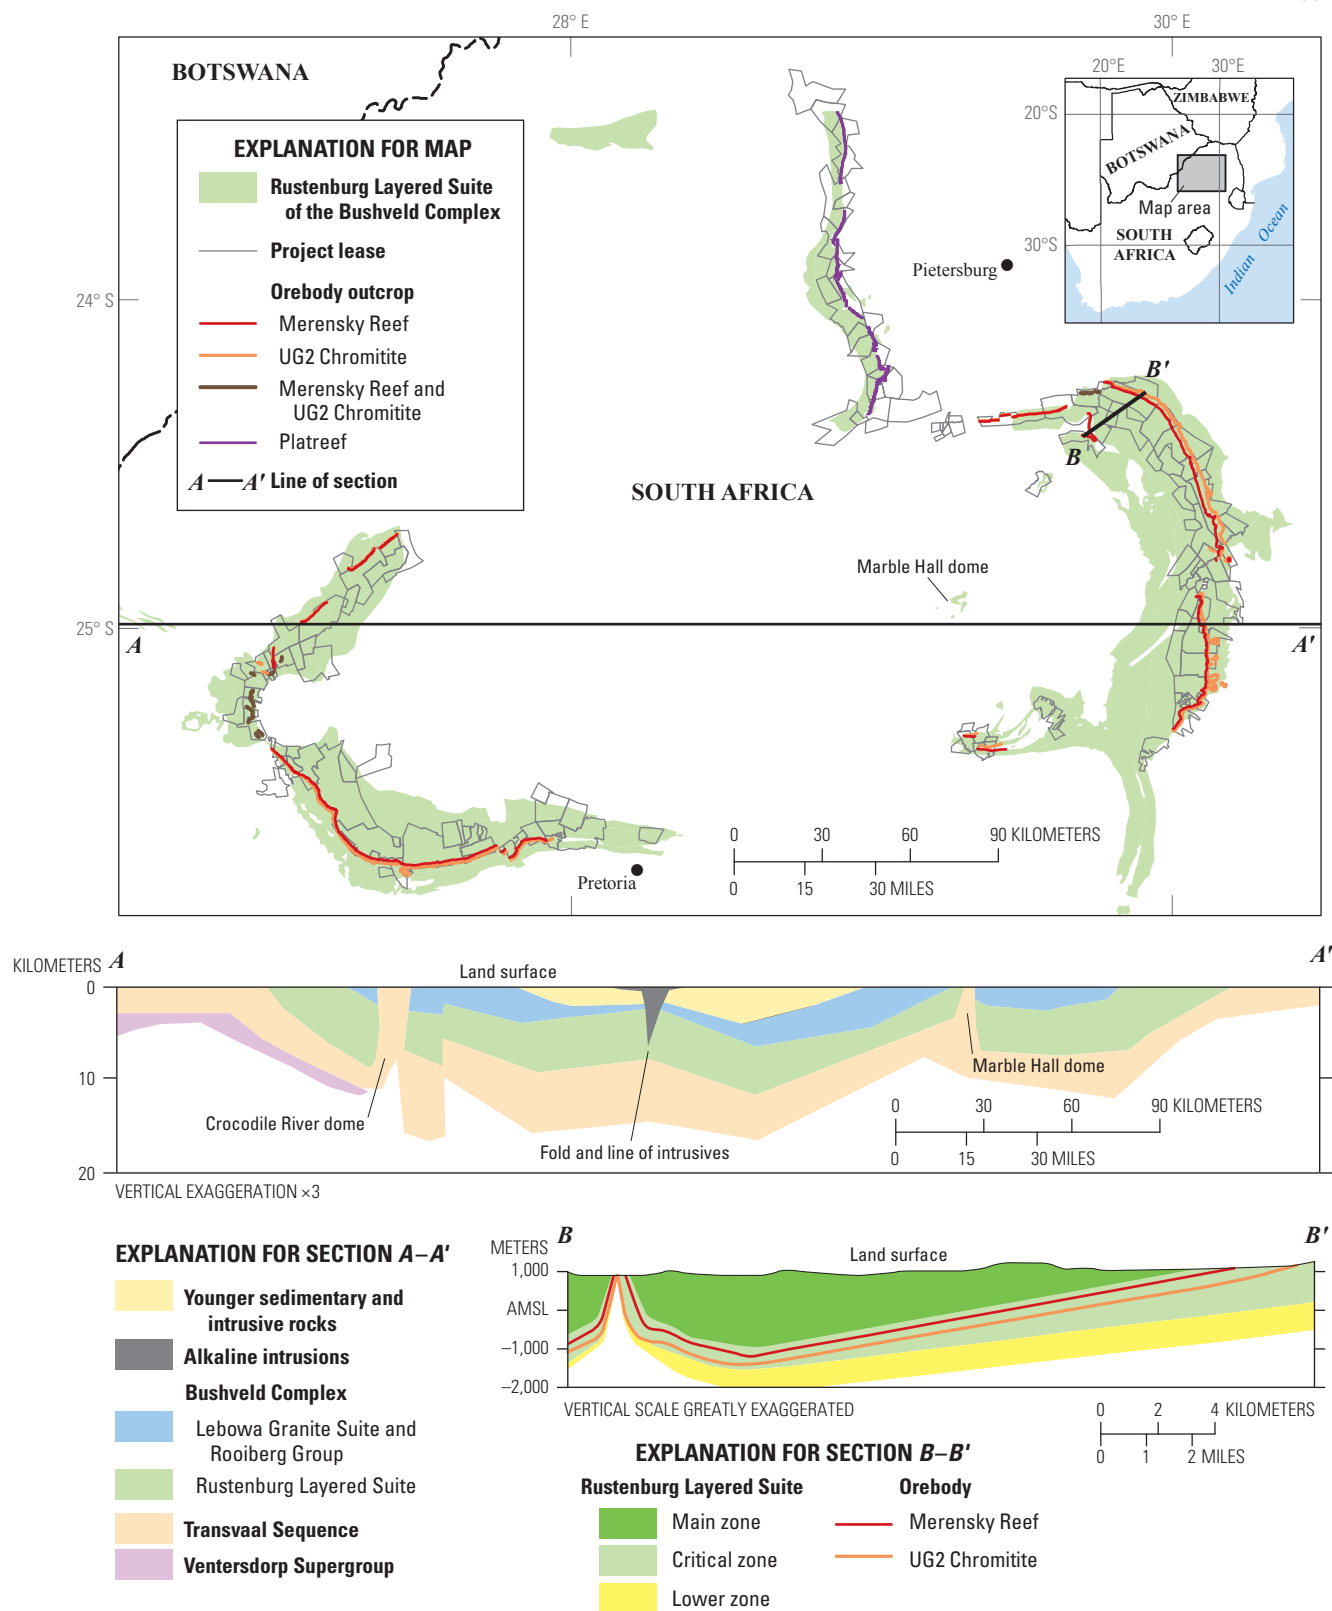 28° E
30° E
BOTSWANA
EXPLANATION FOR MAP
Rustenburg Layered Suite
of the Bushveld Complex
Project lease
Orebody outcrop
Merensky Reef
UG2 Chromitite
Merensky Reef and
UG2 Chromitite
Platreef
A A' Line of section
20°E
30°E
ZIMBABWE
20°S
BOTSWANA
Map area
30°S
SOUTH
AFRICA
Indian Ocean
Pietersburg
24° S
B'
B
SOUTH AFRICA
Marble Hall dome
25° S
A
A'
0 30 60 90 KILOMETERS
0 15 30 MILES
Pretoria
KILOMETERS
A
A'
Land surface
0
10
20
Marble Hall dome
Crocodile River dome
Fold and line of intrusives
0 30 60 90 KILOMETERS
0 15 30 MILES
VERTICAL EXAGGERATION ×3
EXPLANATION FOR SECTION A–A'
Younger sedimentary and
intrusive rocks
Alkaline intrusions
Bushveld Complex
Lebowa Granite Suite and
Rooiberg Group
Rustenburg Layered Suite
Transvaal Sequence
Ventersdorp Supergroup
METERS
B
B'
Land surface
1,000
AMSL
–1,000
–2,000
VERTICAL SCALE GREATLY EXAGGERATED
0 2 4 KILOMETERS
0 1 2 MILES
EXPLANATION FOR SECTION B–B'
Rustenburg Layered Suite
Orebody
Main zone
Merensky Reef
Critical zone
UG2 Chromitite
Lower zone